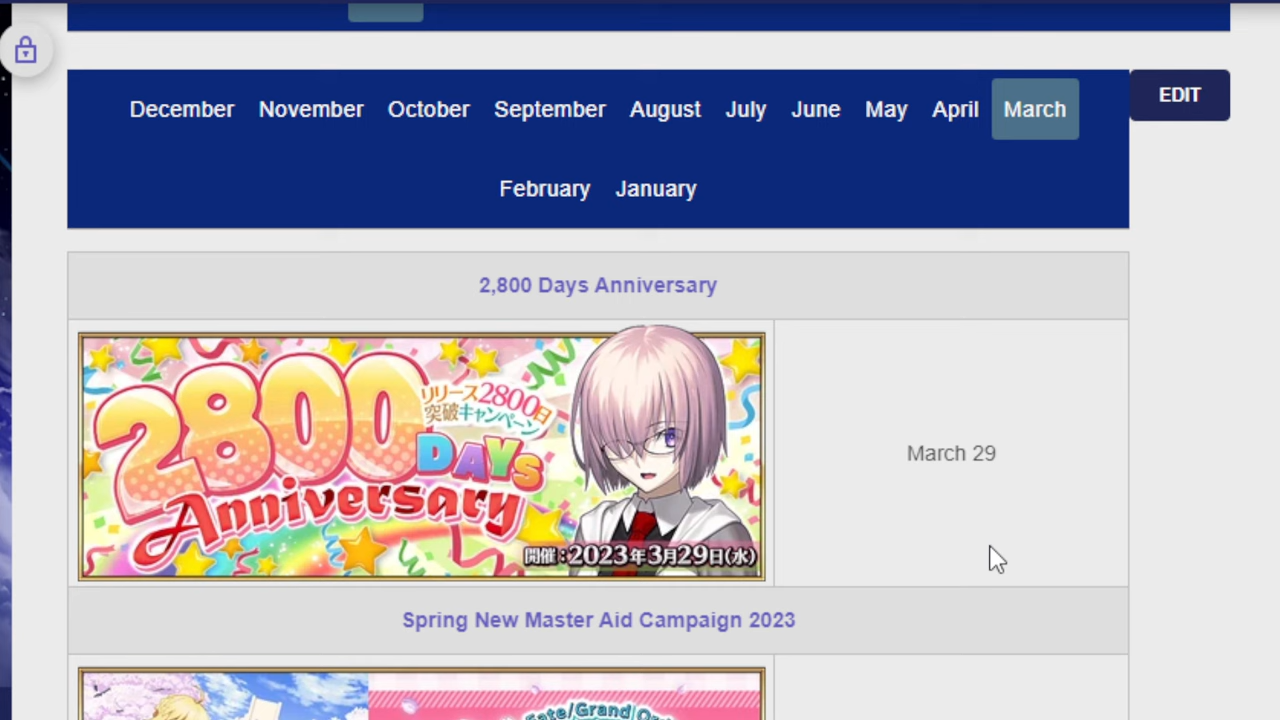 December November October September August July June May April March
EDIT
February January
2,800 Days Anniversary
2800
リリース2800日
突破キャンペーン
DAYS
Anniversary
開催:2023年3月29日(水)
March 29
Spring New Master Aid Campaign 2023
Fate/Grand Ord